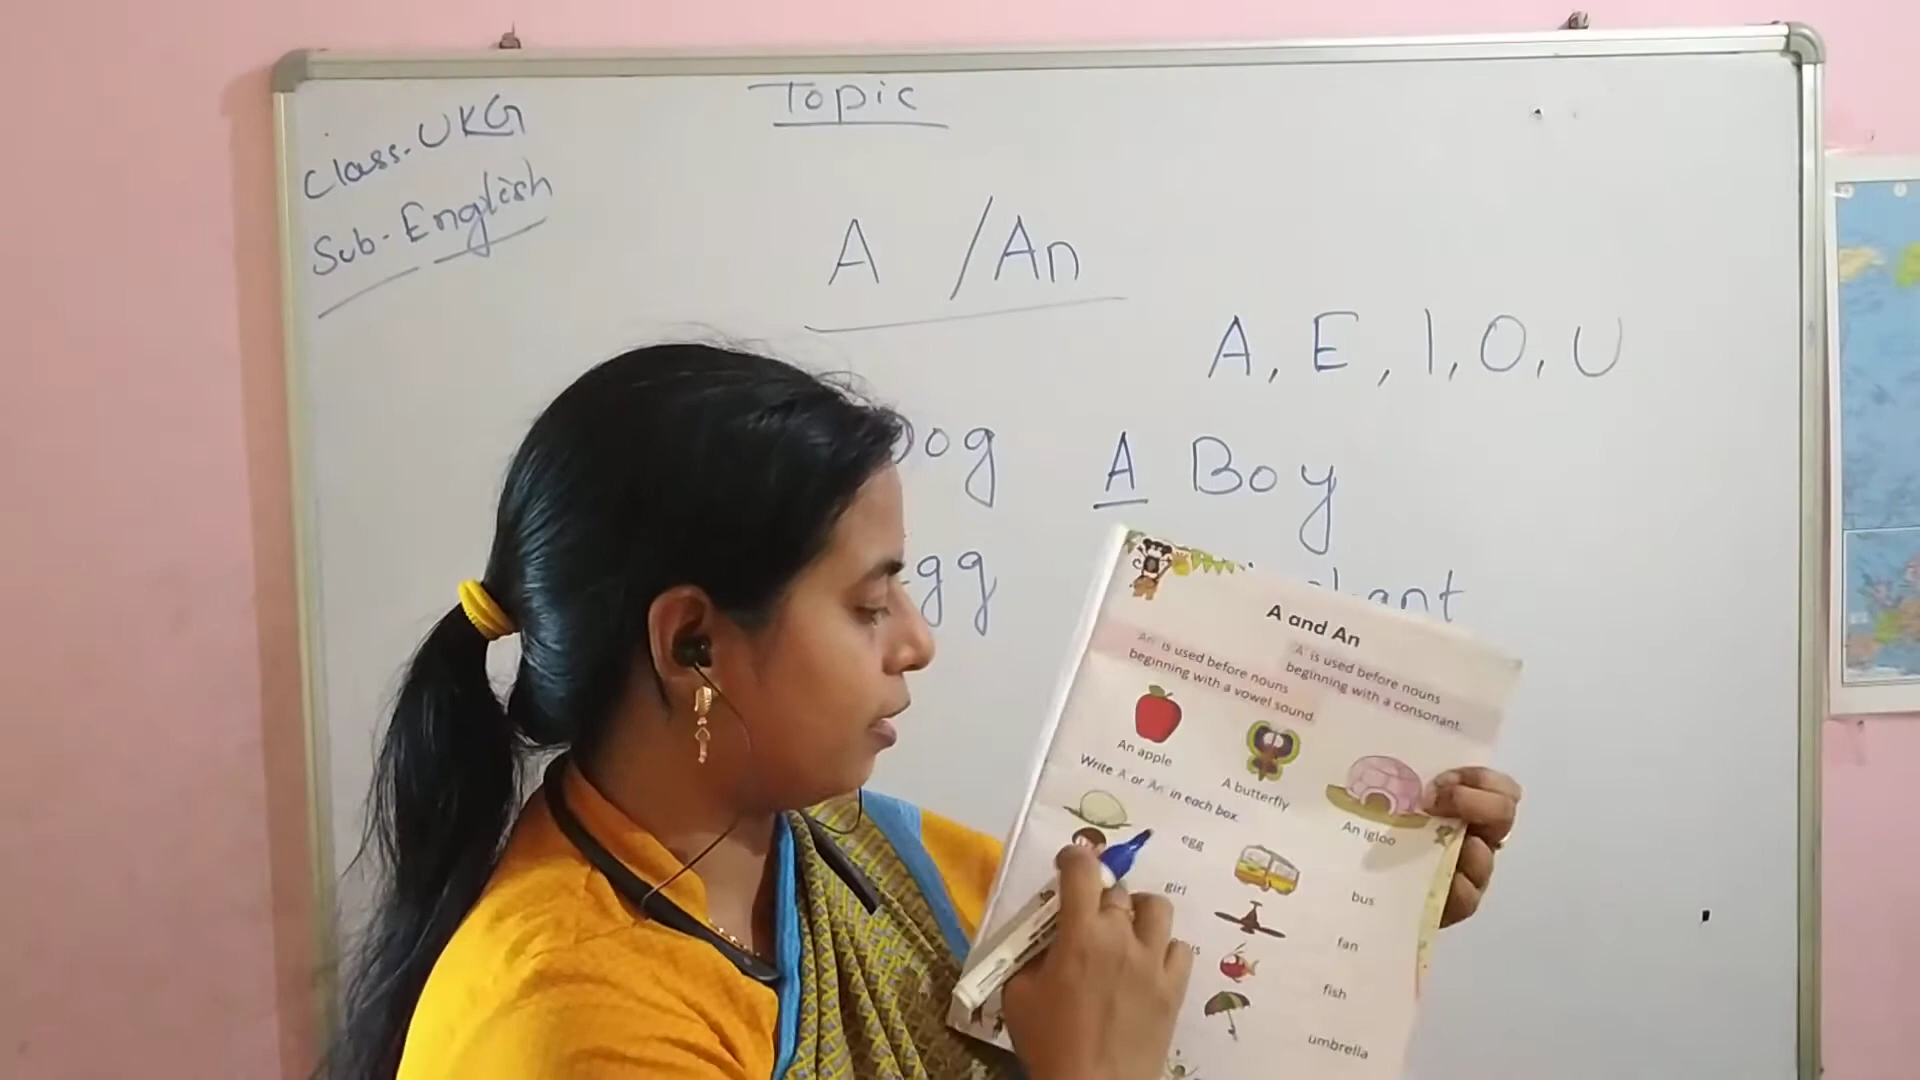 Topic
Class-UKG
Sub-English
A / An
A, E, I, O, U
Dog
A Boy
gg
ant
A and An
An is used before nouns
beginning with a vowel sound.
'A' is used before nouns
beginning with a consonant.
An apple
A butterfly
An igloo
Write A or An in each box.
egg
bus
girl
fan
fish
umbrella